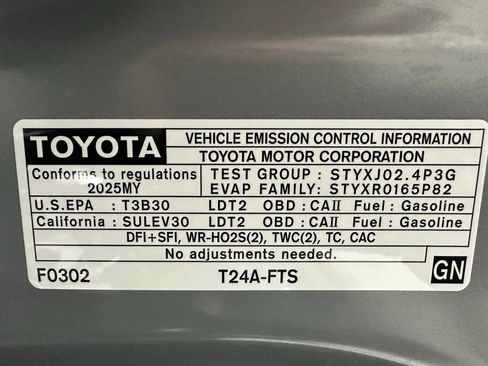 TOYOTA
VEHICLE EMISSION CONTROL INFORMATION
TOYOTA MOTOR CORPORATION
Conforms to regulations
2025MY
TEST GROUP : STYXJ02.4P3G
EVAP FAMILY: STYXR0165P82
U.S.EPA : T3B30 LDT2 OBD : CAII Fuel : Gasoline
California : SULEV30 LDT2 OBD : CAII Fuel : Gasoline
DFI+SFI, WR-HO2S(2), TWC(2), TC, CAC
No adjustments needed.
F0302 T24A-FTS GN